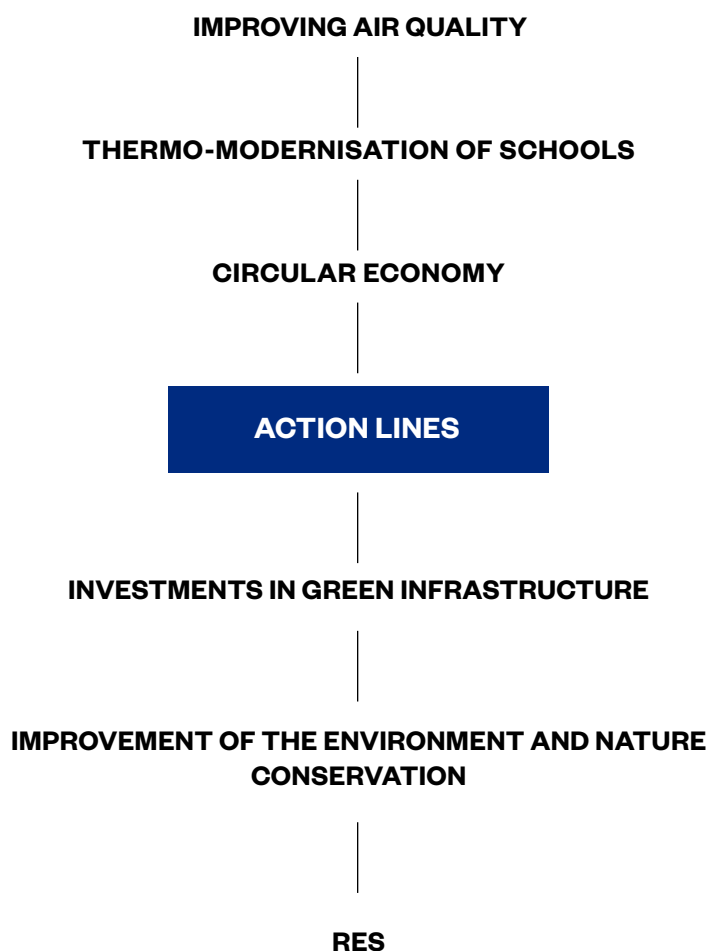 IMPROVING AIR QUALITY
THERMO-MODERNISATION OF SCHOOLS
CIRCULAR ECONOMY
ACTION LINES
INVESTMENTS IN GREEN INFRASTRUCTURE
IMPROVEMENT OF THE ENVIRONMENT AND NATURE
CONSERVATION
RES